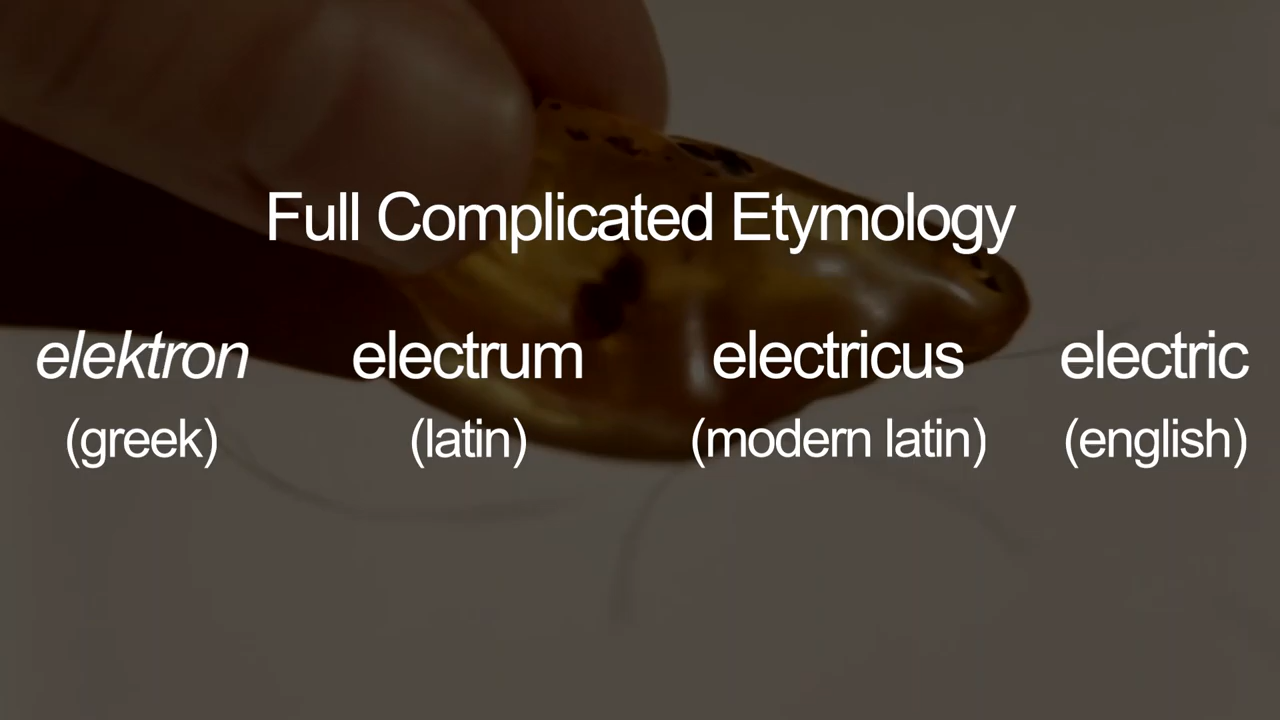 Full Complicated Etymology
elektron electrum electricus electric
(greek) (latin) (modern latin) (english)